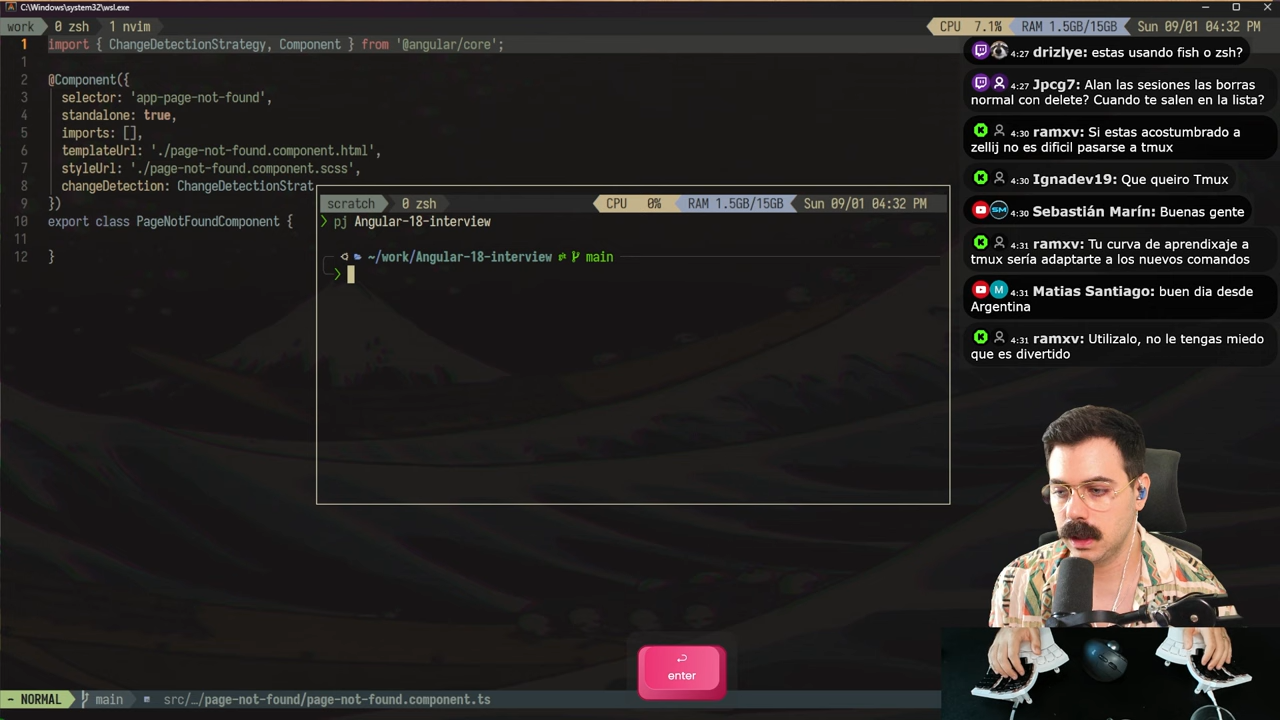 C:\Windows\system32\wsl.exe
work 0 zsh 1 nvim
CPU 7.1% RAM 1.5GB/15GB Sun 09/01 04:32 PM
1 import { ChangeDetectionStrategy, Component } from '@angular/core';
1
2 @Component({
3 selector: 'app-page-not-found',
4 standalone: true,
5 imports: [],
6 templateUrl: './page-not-found.component.html',
7 styleUrl: './page-not-found.component.scss',
8 changeDetection: ChangeDetectionStrat
9 })
10 export class PageNotFoundComponent {
11
12 }
scratch 0 zsh
CPU 0% RAM 1.5GB/15GB Sun 09/01 04:32 PM
❯ pj Angular-18-interview
~/work/Angular-18-interview main
❯
4:27 drizlye: estas usando fish o zsh?
4:27 Jpcg7: Alan las sesiones las borras
normal con delete? Cuando te salen en la lista?
4:30 ramxv: Si estas acostumbrado a
zellij no es dificil pasarse a tmux
4:30 Ignadev19: Que queiro Tmux
4:30 Sebastián Marín: Buenas gente
4:31 ramxv: Tu curva de aprendizaje a
tmux sería adaptarte a los nuevos comandos
4:31 Matias Santiago: buen dia desde
Argentina
4:31 ramxv: Utilizalo, no le tengas miedo
que es divertido
enter
~ NORMAL main src/…/page-not-found/page-not-found.component.ts